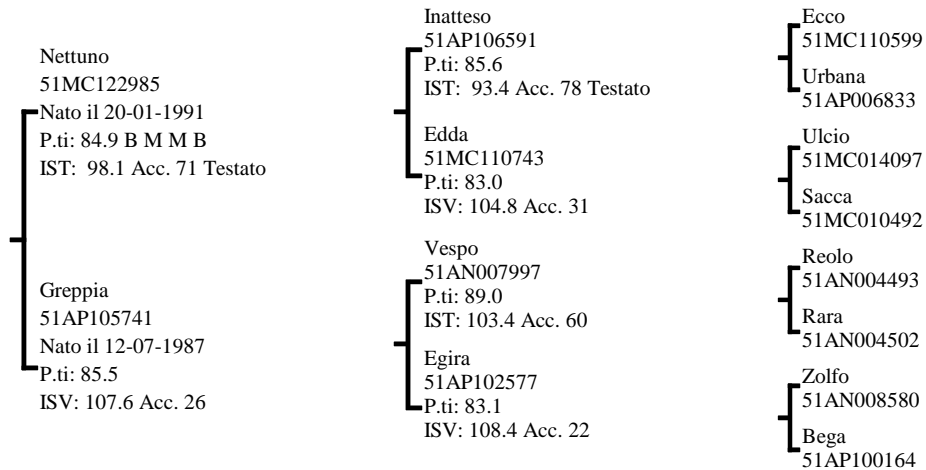 Nettuno
51MC122985
Nato il 20-01-1991
P.ti: 84.9 B M M B
IST: 98.1 Acc. 71 Testato
Greppia
51AP105741
Nato il 12-07-1987
P.ti: 85.5
ISV: 107.6 Acc. 26
Inatteso
51AP106591
P.ti: 85.6
IST: 93.4 Acc. 78 Testato
Edda
51MC110743
P.ti: 83.0
ISV: 104.8 Acc. 31
Vespo
51AN007997
P.ti: 89.0
IST: 103.4 Acc. 60
Egira
51AP102577
P.ti: 83.1
ISV: 108.4 Acc. 22
Ecco
51MC110599
Urbana
51AP006833
Ulcio
51MC014097
Sacca
51MC010492
Reolo
51AN004493
Rara
51AN004502
Zolfo
51AN008580
Bega
51AP100164